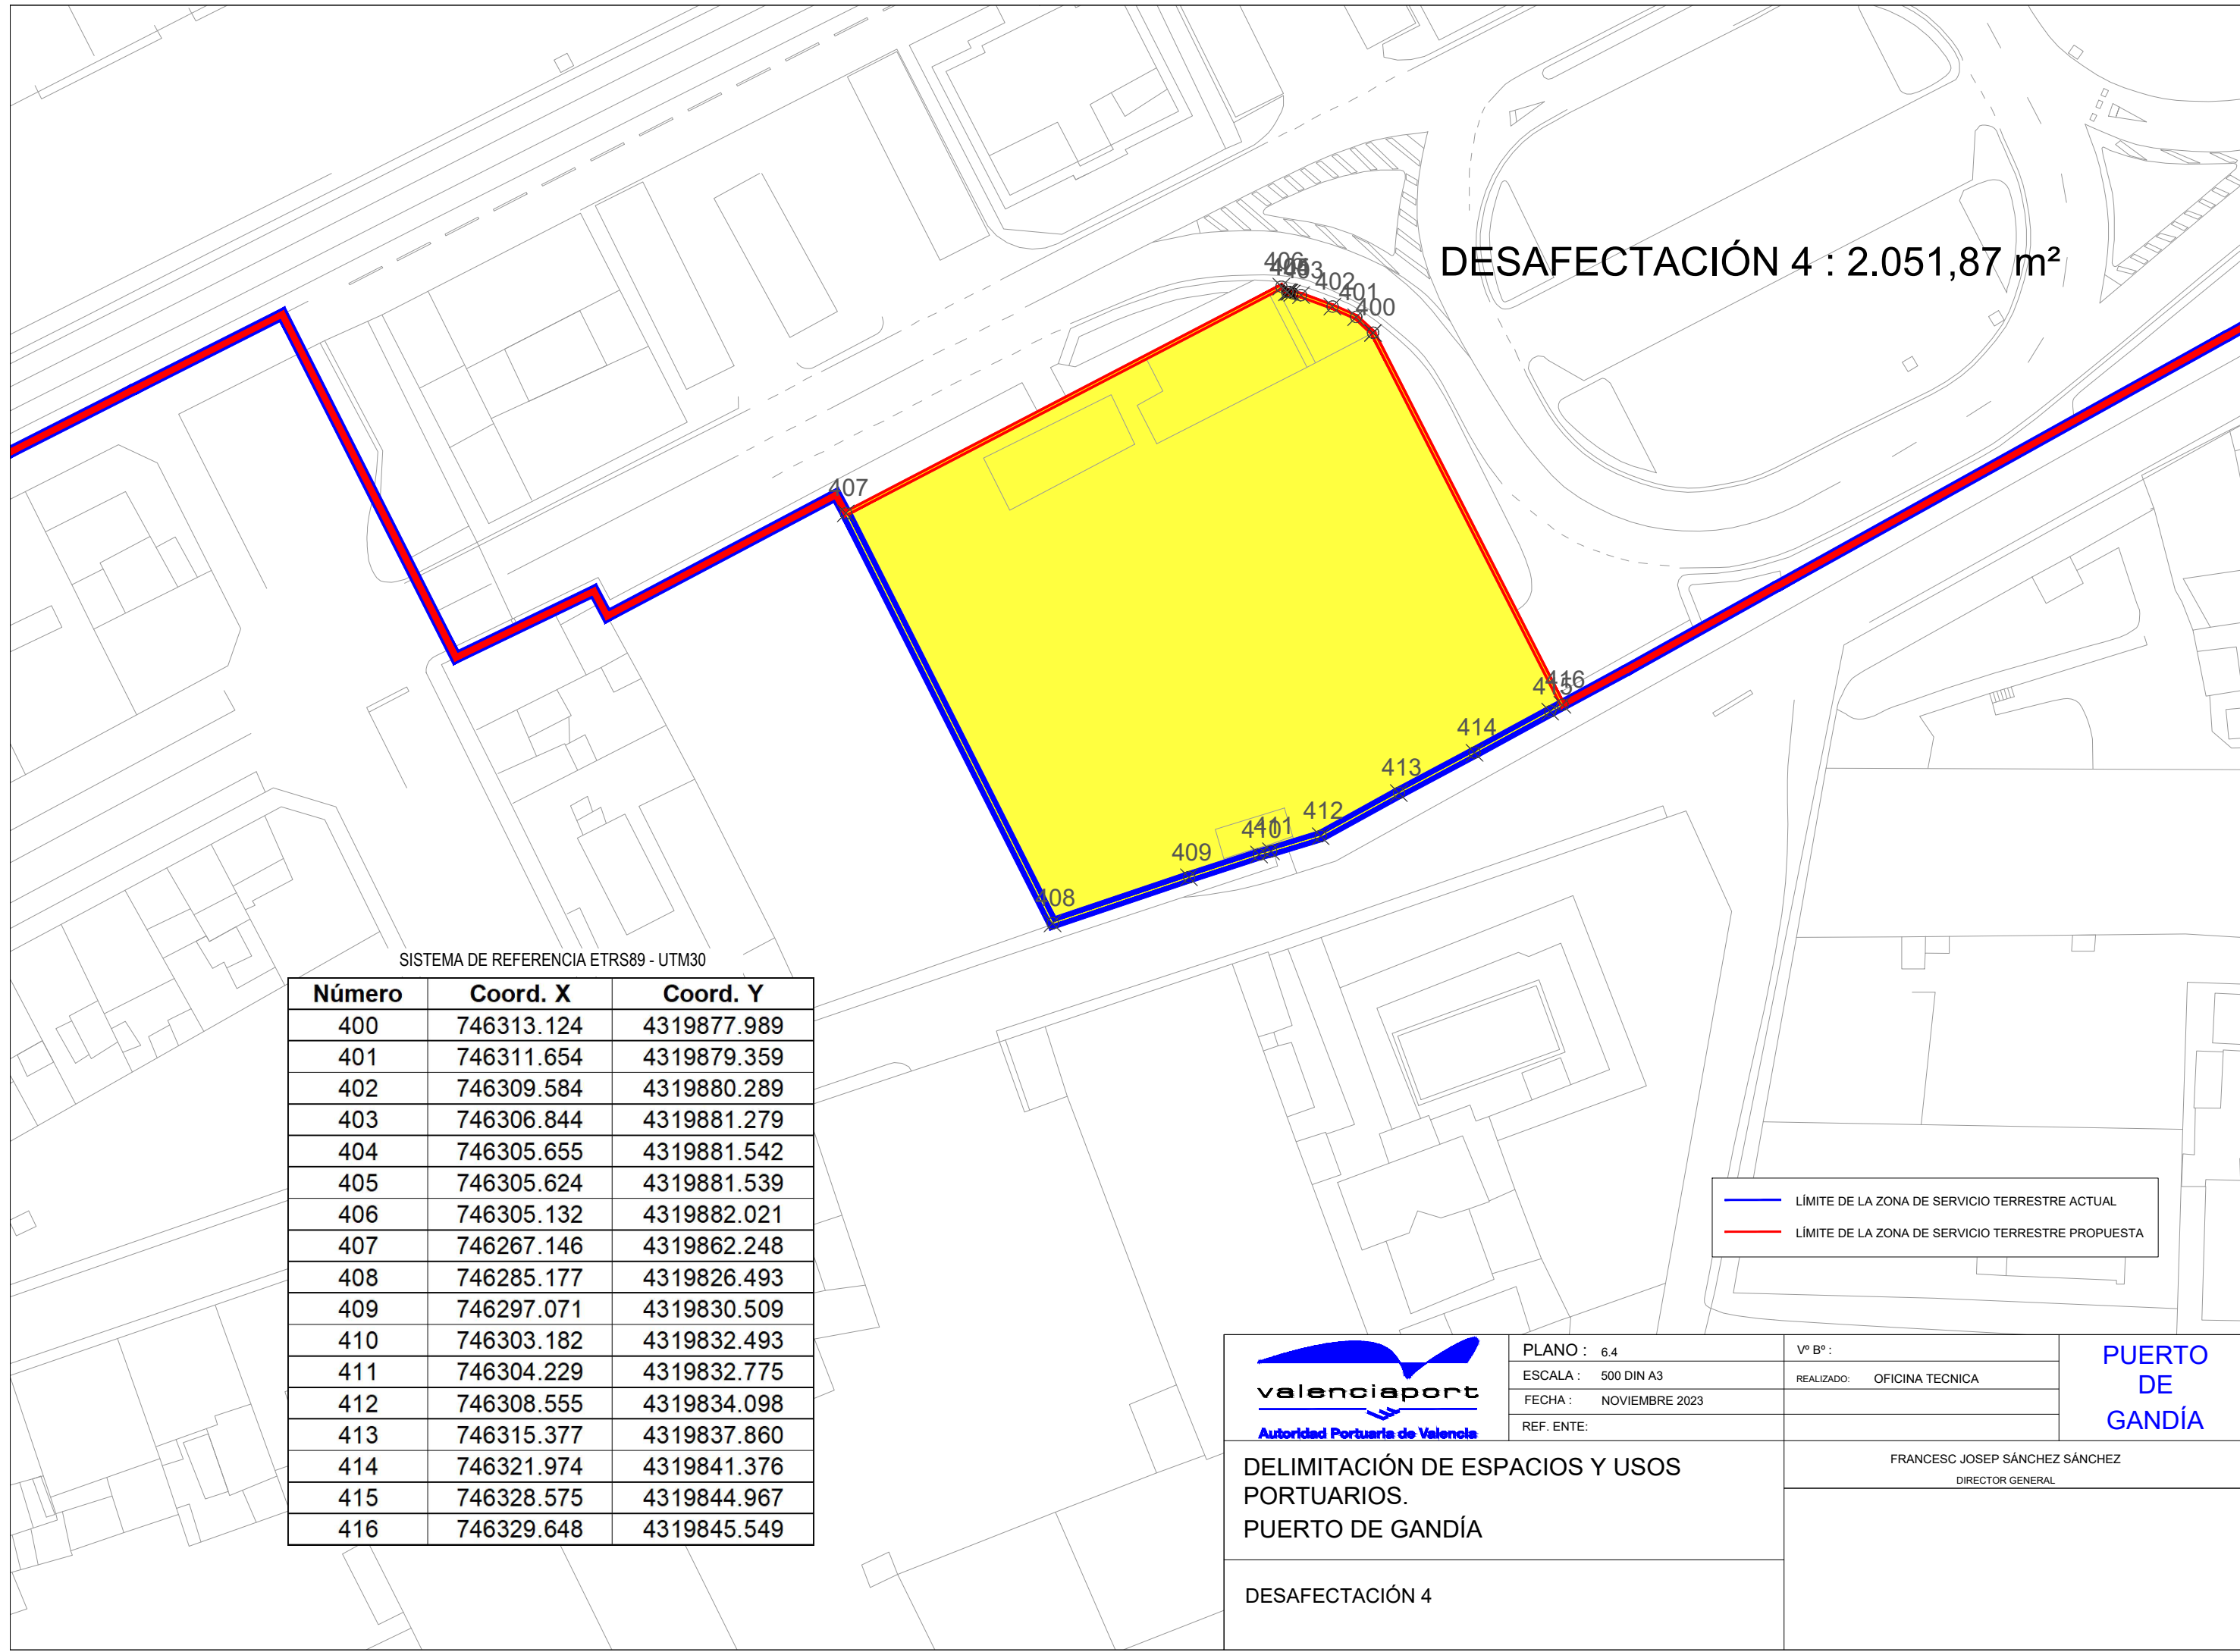 DESAFECTACIÓN 4 : 2.051,87 m²
406
405
404
403
402
401
400
407
416
415
414
413
412
411
410
409
408
SISTEMA DE REFERENCIA ETRS89 - UTM30
Número Coord. X Coord. Y
400 746313.124 4319877.989
401 746311.654 4319879.359
402 746309.584 4319880.289
403 746306.844 4319881.279
404 746305.655 4319881.542
405 746305.624 4319881.539
406 746305.132 4319882.021
407 746267.146 4319862.248
408 746285.177 4319826.493
409 746297.071 4319830.509
410 746303.182 4319832.493
411 746304.229 4319832.775
412 746308.555 4319834.098
413 746315.377 4319837.860
414 746321.974 4319841.376
415 746328.575 4319844.967
416 746329.648 4319845.549
LÍMITE DE LA ZONA DE SERVICIO TERRESTRE ACTUAL
LÍMITE DE LA ZONA DE SERVICIO TERRESTRE PROPUESTA
valenciaport
Autoridad Portuaria de Valencia
PLANO : 6.4
ESCALA : 500 DIN A3
FECHA : NOVIEMBRE 2023
REF. ENTE:
Vº Bº :
REALIZADO: OFICINA TECNICA
PUERTO
DE
GANDÍA
FRANCESC JOSEP SÁNCHEZ SÁNCHEZ
DIRECTOR GENERAL
DELIMITACIÓN DE ESPACIOS Y USOS
PORTUARIOS.
PUERTO DE GANDÍA
DESAFECTACIÓN 4